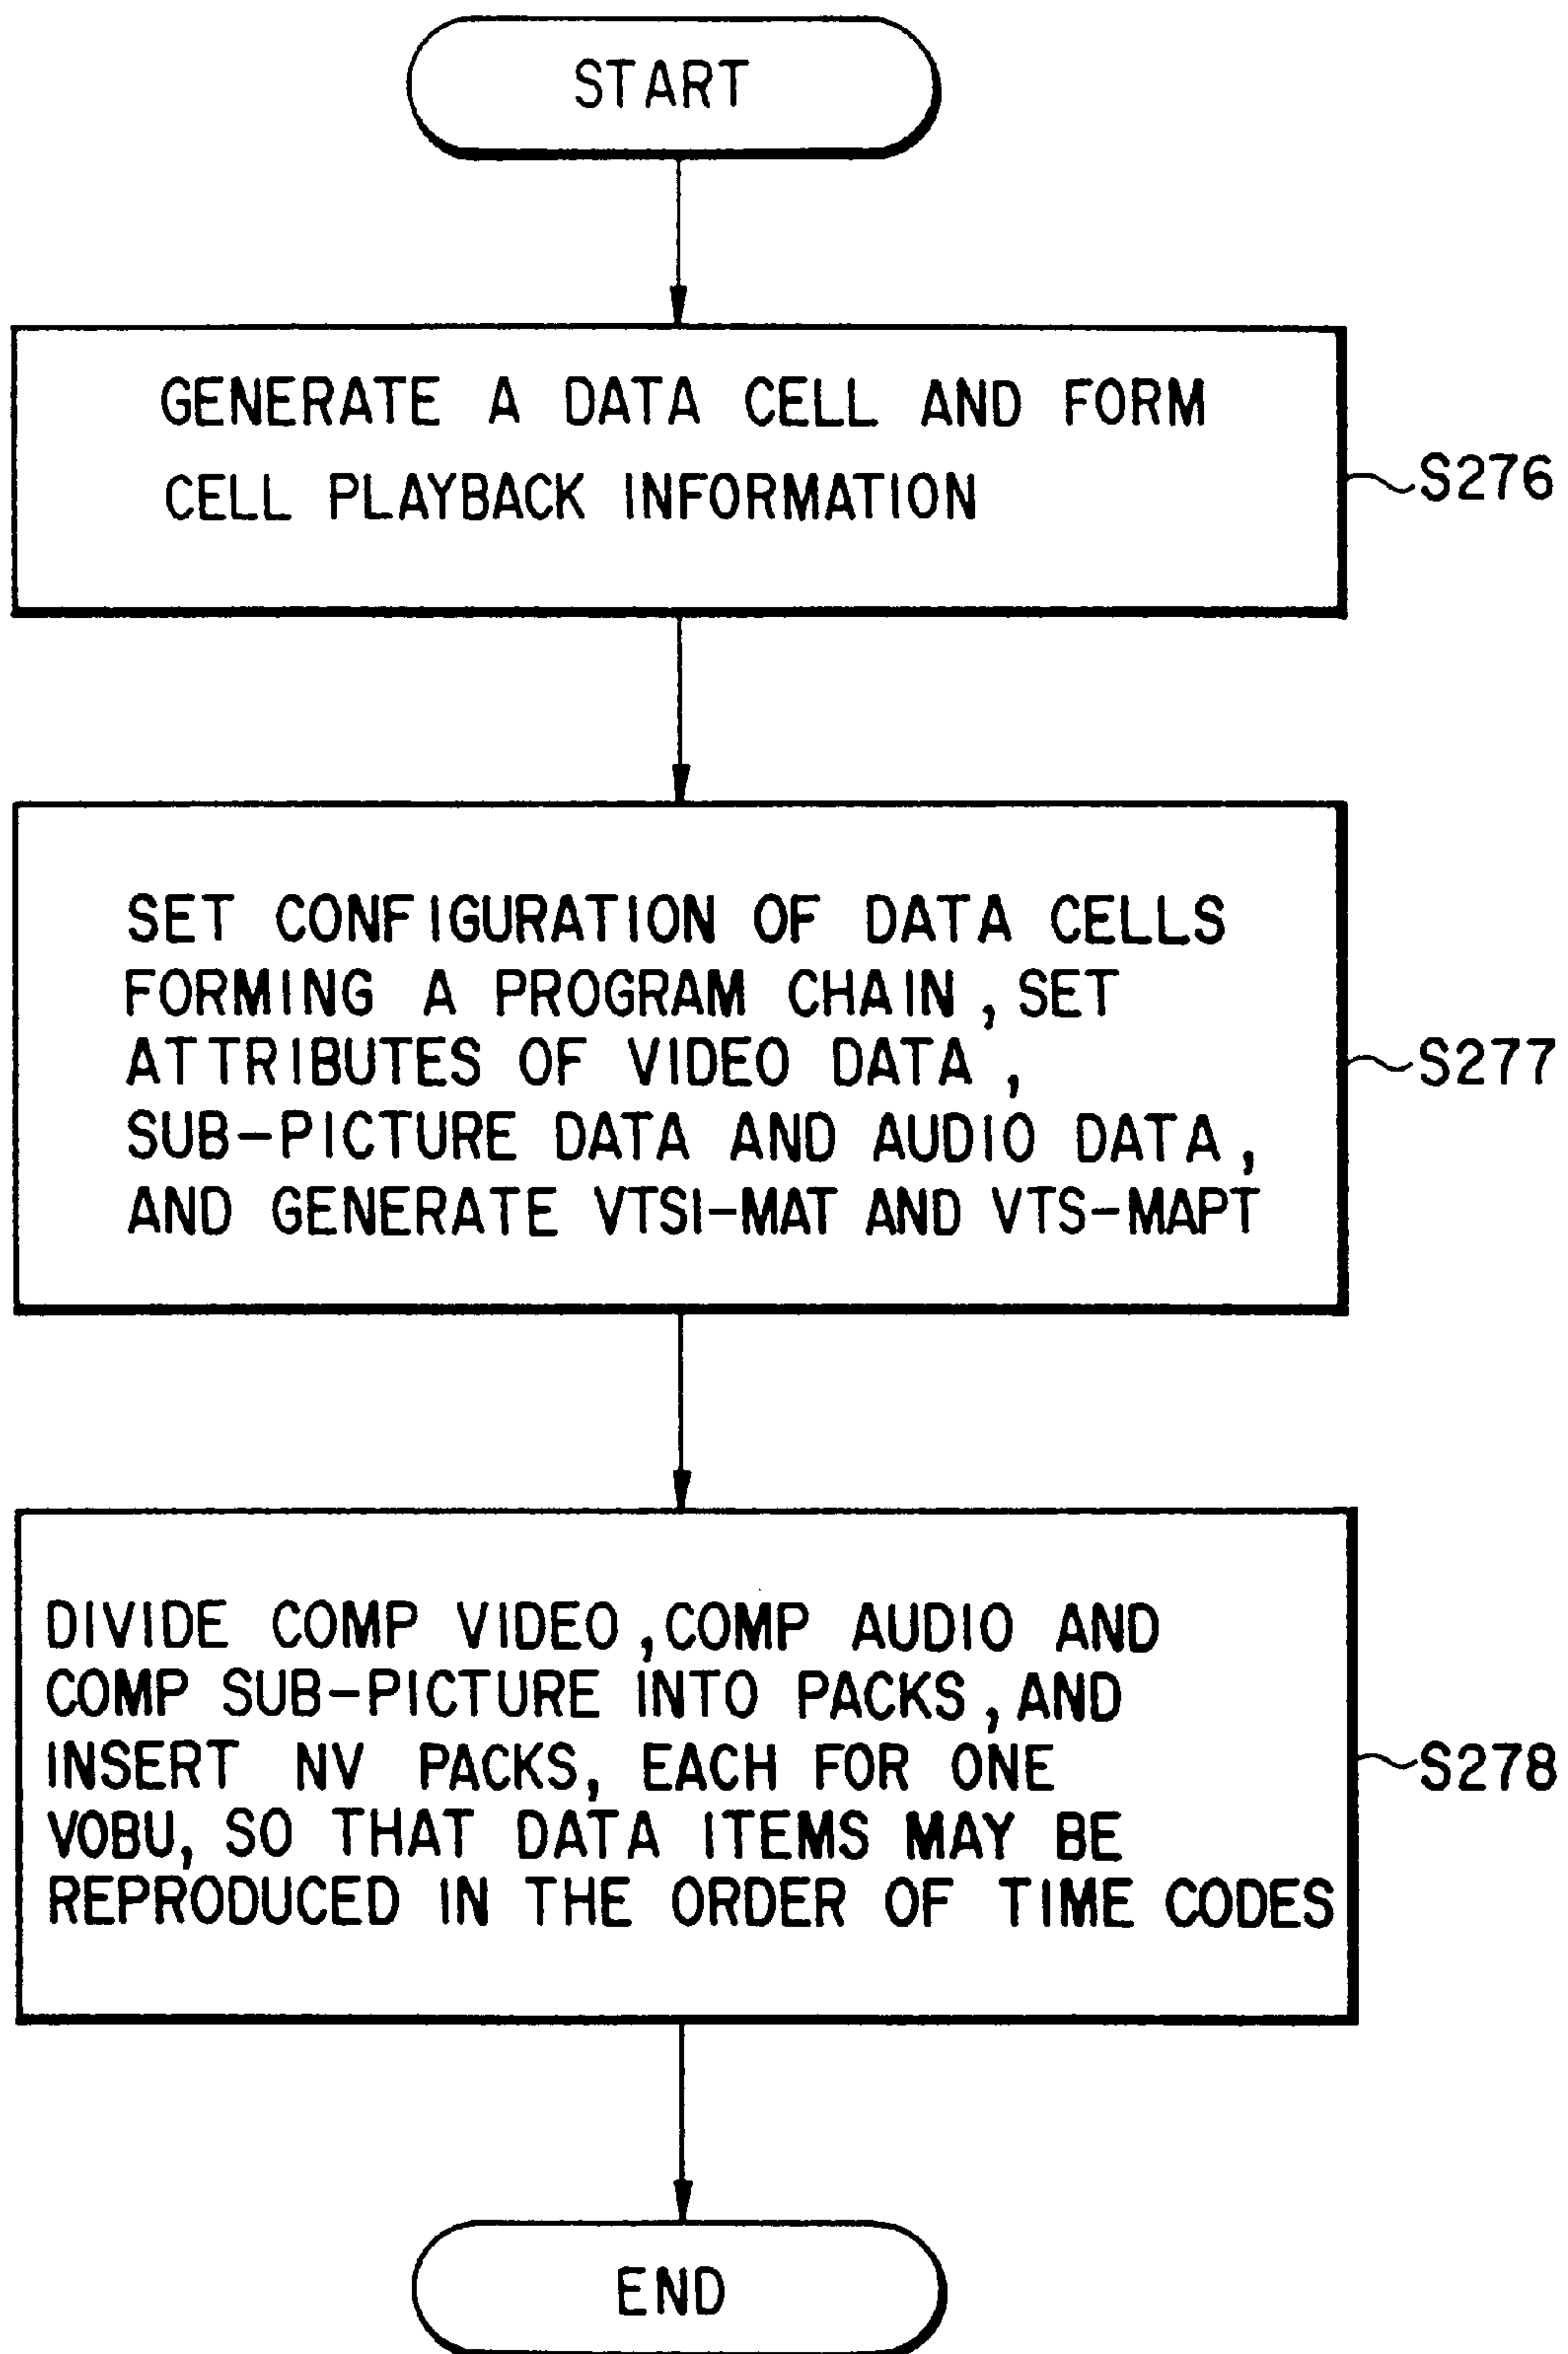 START
GENERATE A DATA CELL AND FORM
CELL PLAYBACK INFORMATION
S276
SET CONFIGURATION OF DATA CELLS
FORMING A PROGRAM CHAIN, SET
ATTRIBUTES OF VIDEO DATA,
SUB-PICTURE DATA AND AUDIO DATA,
AND GENERATE VTSI-MAT AND VTS-MAPT
S277
DIVIDE COMP VIDEO, COMP AUDIO AND
COMP SUB-PICTURE INTO PACKS, AND
INSERT NV PACKS, EACH FOR ONE
VOBU, SO THAT DATA ITEMS MAY BE
REPRODUCED IN THE ORDER OF TIME CODES
S278
END